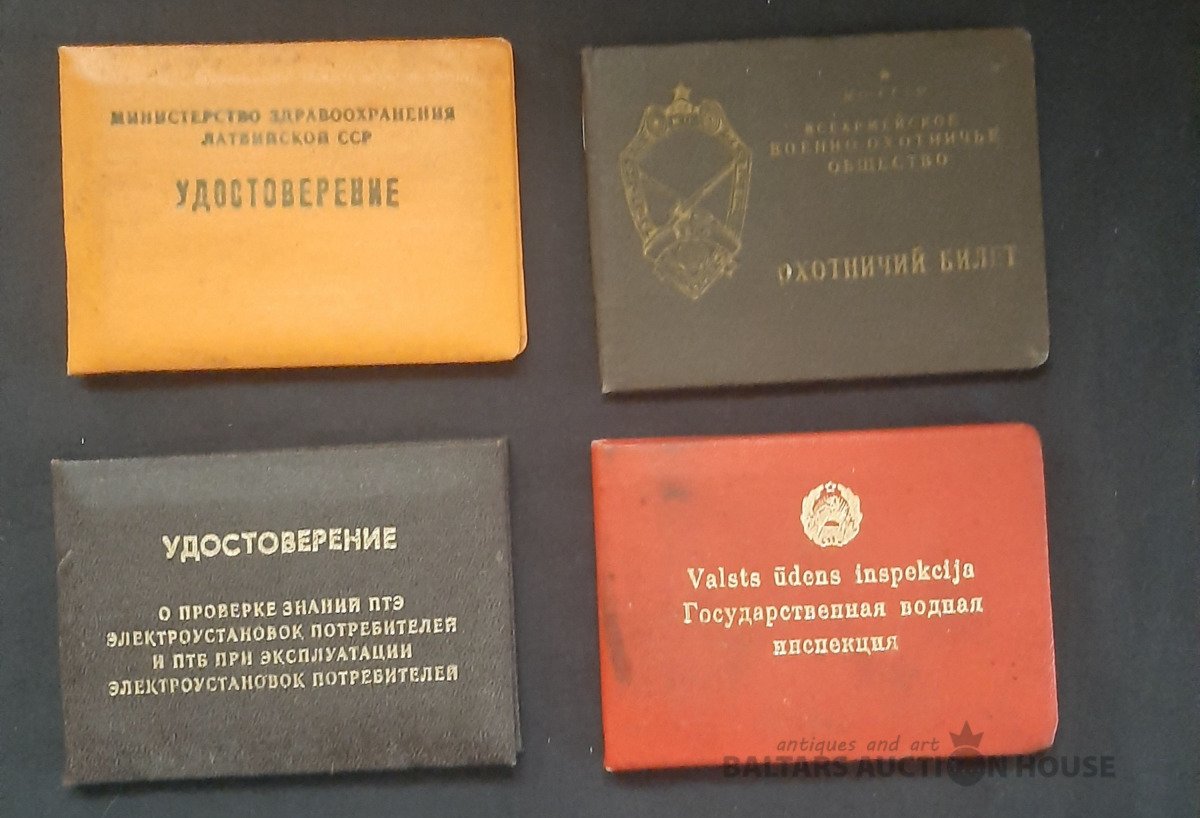 МИНИСТЕРСТВО ЗДРАВООХРАНЕНИЯ
ЛАТВИЙСКОЙ ССР
УДОСТОВЕРЕНИЕ
ВСЕАРМЕЙСКОЕ
ВОЕННО-ОХОТНИЧЬЕ
ОБЩЕСТВО
ОХОТНИЧИЙ БИЛЕТ
УДОСТОВЕРЕНИЕ
О ПРОВЕРКЕ ЗНАНИЙ ПТЭ
ЭЛЕКТРОУСТАНОВОК ПОТРЕБИТЕЛЕЙ
И ПТБ ПРИ ЭКСПЛУАТАЦИИ
ЭЛЕКТРОУСТАНОВОК ПОТРЕБИТЕЛЕЙ
Valsts ūdens inspekcija
Государственная водная
инспекция
antiques and art
BALTARS AUCTION HOUSE